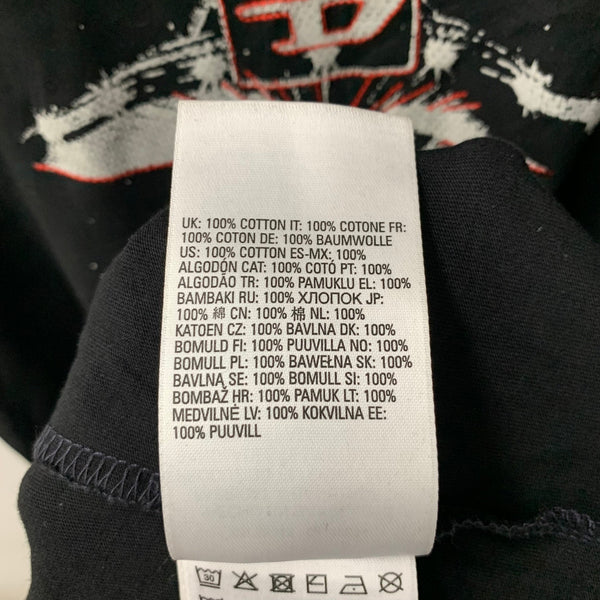 D
UK: 100% COTTON IT: 100% COTONE FR:
100% COTON DE: 100% BAUMWOLLE
US: 100% COTTON ES-MX: 100%
ALGODÓN CAT: 100% COTÓ PT: 100%
ALGODÃO TR: 100% PAMUKLU EL: 100%
BAMBAKI RU: 100% ХЛОПОК JP:
100% 綿 CN: 100% 棉 NL: 100%
KATOEN CZ: 100% BAVLNA DK: 100%
BOMULD FI: 100% PUUVILLA NO: 100%
BOMULL PL: 100% BAWEŁNA SK: 100%
BAVLNA SE: 100% BOMULL SI: 100%
BOMBAŽ HR: 100% PAMUK LT: 100%
MEDVILNĖ LV: 100% KOKVILNA EE:
100% PUUVILL
30